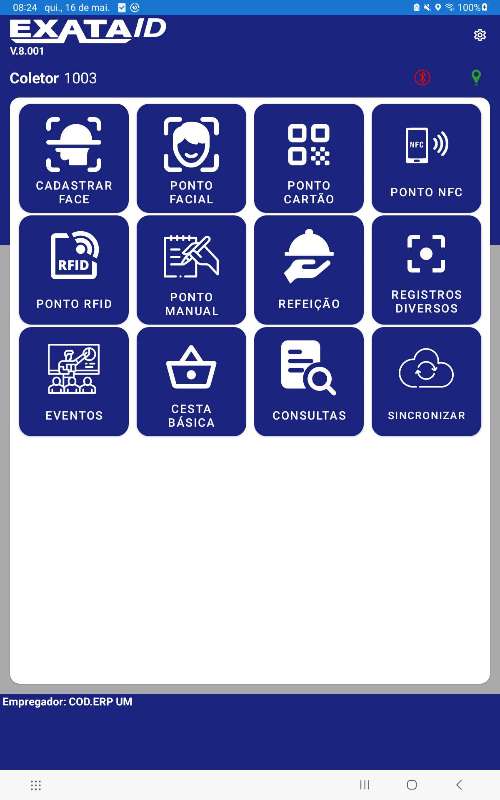 08:24 qui., 16 de mai. 100%
EXATAID
V.8.001
Coletor 1003
CADASTRAR
FACE
PONTO
FACIAL
PONTO
CARTÃO
NFC
PONTO NFC
RFID
PONTO RFID
PONTO
MANUAL
REFEIÇÃO
REGISTROS
DIVERSOS
EVENTOS
CESTA
BÁSICA
CONSULTAS
SINCRONIZAR
Empregador: COD.ERP UM